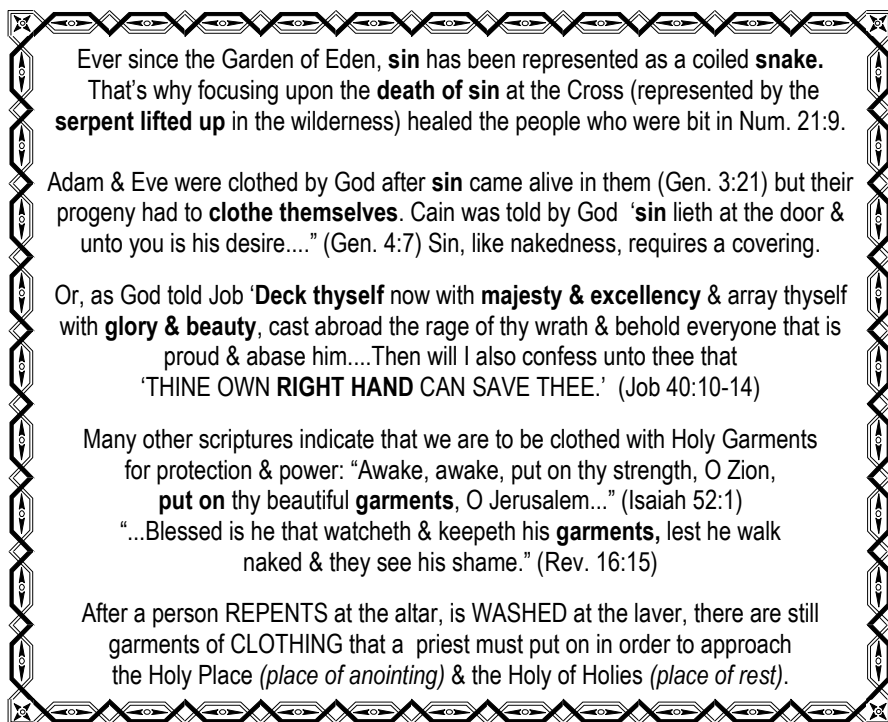 Ever since the Garden of Eden, sin has been represented as a coiled snake.
That’s why focusing upon the death of sin at the Cross (represented by the
serpent lifted up in the wilderness) healed the people who were bit in Num. 21:9.
Adam & Eve were clothed by God after sin came alive in them (Gen. 3:21) but their
progeny had to clothe themselves. Cain was told by God ‘sin lieth at the door &
unto you is his desire....” (Gen. 4:7) Sin, like nakedness, requires a covering.
Or, as God told Job ‘Deck thyself now with majesty & excellency & array thyself
with glory & beauty, cast abroad the rage of thy wrath & behold everyone that is
proud & abase him....Then will I also confess unto thee that
‘THINE OWN RIGHT HAND CAN SAVE THEE.’ (Job 40:10-14)
Many other scriptures indicate that we are to be clothed with Holy Garments
for protection & power: “Awake, awake, put on thy strength, O Zion,
put on thy beautiful garments, O Jerusalem...” (Isaiah 52:1)
“...Blessed is he that watcheth & keepeth his garments, lest he walk
naked & they see his shame.” (Rev. 16:15)
After a person REPENTS at the altar, is WASHED at the laver, there are still
garments of CLOTHING that a priest must put on in order to approach
the Holy Place (place of anointing) & the Holy of Holies (place of rest).